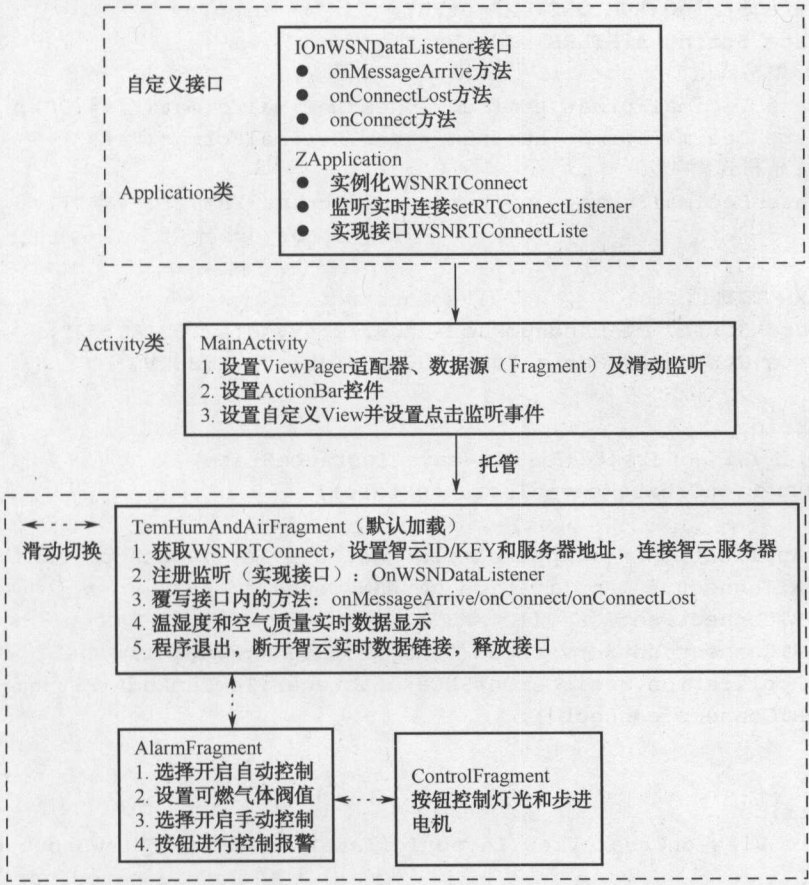 IOnWSNDataListener接口
自定义接口
● onMessageArrive方法
● onConnectLost方法
● onConnect方法
ZApplication
Application类
● 实例化WSNRTConnect
● 监听实时连接setRTConnectListener
● 实现接口WSNRTConnectListe
Activity类
MainActivity
1. 设置ViewPager适配器、数据源（Fragment）及滑动监听
2. 设置ActionBar控件
3. 设置自定义View并设置点击监听事件
托管
滑动切换
TemHumAndAirFragment（默认加载）
1. 获取WSNRTConnect，设置智云ID/KEY和服务器地址，连接智云服务器
2. 注册监听（实现接口）：OnWSNDataListener
3. 覆写接口内的方法：onMessageArrive/onConnect/onConnectLost
4. 温湿度和空气质量实时数据显示
5. 程序退出，断开智云实时数据链接，释放接口
AlarmFragment
1. 选择开启自动控制
2. 设置可燃气体阀值
3. 选择开启手动控制
4. 按钮进行控制报警
ControlFragment
按钮控制灯光和步进
电机